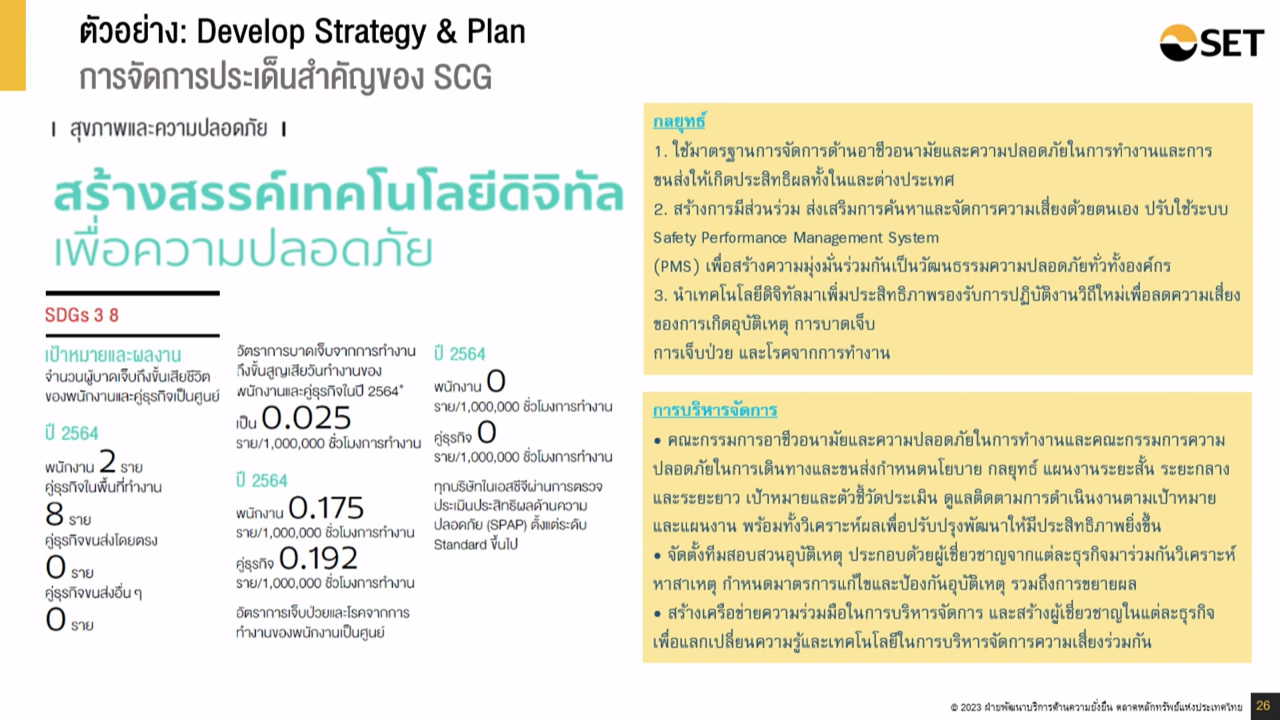 ตัวอย่าง: Develop Strategy & Plan
การจัดการประเด็นสำคัญของ SCG
SET
| สุขภาพและความปลอดภัย |
สร้างสรรค์เทคโนโลยีดิจิทัล
เพื่อความปลอดภัย
SDGs 3 8
เป้าหมายและผลงาน
จำนวนผู้บาดเจ็บถึงขั้นเสียชีวิต
ของพนักงานและคู่ธุรกิจเป็นศูนย์
ปี 2564
พนักงาน 2 ราย
คู่ธุรกิจในพื้นที่ทำงาน
8 ราย
คู่ธุรกิจขนส่งโดยตรง
0 ราย
คู่ธุรกิจขนส่งอื่น ๆ
0 ราย
อัตราการบาดเจ็บจากการทำงาน
ถึงขั้นสูญเสียวันทำงานของ
พนักงานและคู่ธุรกิจในปี 2564*
เป็น 0.025
ราย/1,000,000 ชั่วโมงการทำงาน
ปี 2564
พนักงาน 0.175
ราย/1,000,000 ชั่วโมงการทำงาน
คู่ธุรกิจ 0.192
ราย/1,000,000 ชั่วโมงการทำงาน
อัตราการเจ็บป่วยและโรคจากการ
ทำงานของพนักงานเป็นศูนย์
ปี 2564
พนักงาน 0
ราย/1,000,000 ชั่วโมงการทำงาน
คู่ธุรกิจ 0
ราย/1,000,000 ชั่วโมงการทำงาน
ทุกบริษัทในเอสซีจีผ่านการตรวจ
ประเมินประสิทธิผลด้านความ
ปลอดภัย (SPAP) ตั้งแต่ระดับ
Standard ขึ้นไป
กลยุทธ์
1. ใช้มาตรฐานการจัดการด้านอาชีวอนามัยและความปลอดภัยในการทำงานและการ
ขนส่งให้เกิดประสิทธิผลทั้งในและต่างประเทศ
2. สร้างการมีส่วนร่วม ส่งเสริมการค้นหาและจัดการความเสี่ยงด้วยตนเอง ปรับใช้ระบบ
Safety Performance Management System
(PMS) เพื่อสร้างความมุ่งมั่นร่วมกันเป็นวัฒนธรรมความปลอดภัยทั่วทั้งองค์กร
3. นำเทคโนโลยีดิจิทัลมาเพิ่มประสิทธิภาพรองรับการปฏิบัติงานวิถีใหม่เพื่อลดความเสี่ยง
ของการเกิดอุบัติเหตุ การบาดเจ็บ
การเจ็บป่วย และโรคจากการทำงาน
การบริหารจัดการ
• คณะกรรมการอาชีวอนามัยและความปลอดภัยในการทำงานและคณะกรรมการความ
ปลอดภัยในการเดินทางและขนส่งกำหนดนโยบาย กลยุทธ์ แผนงานระยะสั้น ระยะกลาง
และระยะยาว เป้าหมายและตัวชี้วัดประเมิน ดูแลติดตามการดำเนินงานตามเป้าหมาย
และแผนงาน พร้อมทั้งวิเคราะห์ผลเพื่อปรับปรุงพัฒนาให้มีประสิทธิภาพยิ่งขึ้น
• จัดตั้งทีมสอบสวนอุบัติเหตุ ประกอบด้วยผู้เชี่ยวชาญจากแต่ละธุรกิจมาร่วมกันวิเคราะห์
หาสาเหตุ กำหนดมาตรการแก้ไขและป้องกันอุบัติเหตุ รวมถึงการขยายผล
• สร้างเครือข่ายความร่วมมือในการบริหารจัดการ และสร้างผู้เชี่ยวชาญในแต่ละธุรกิจ
เพื่อแลกเปลี่ยนความรู้และเทคโนโลยีในการบริหารจัดการความเสี่ยงร่วมกัน
© 2023 ฝ่ายพัฒนาบริการด้านความยั่งยืน ตลาดหลักทรัพย์แห่งประเทศไทย 26